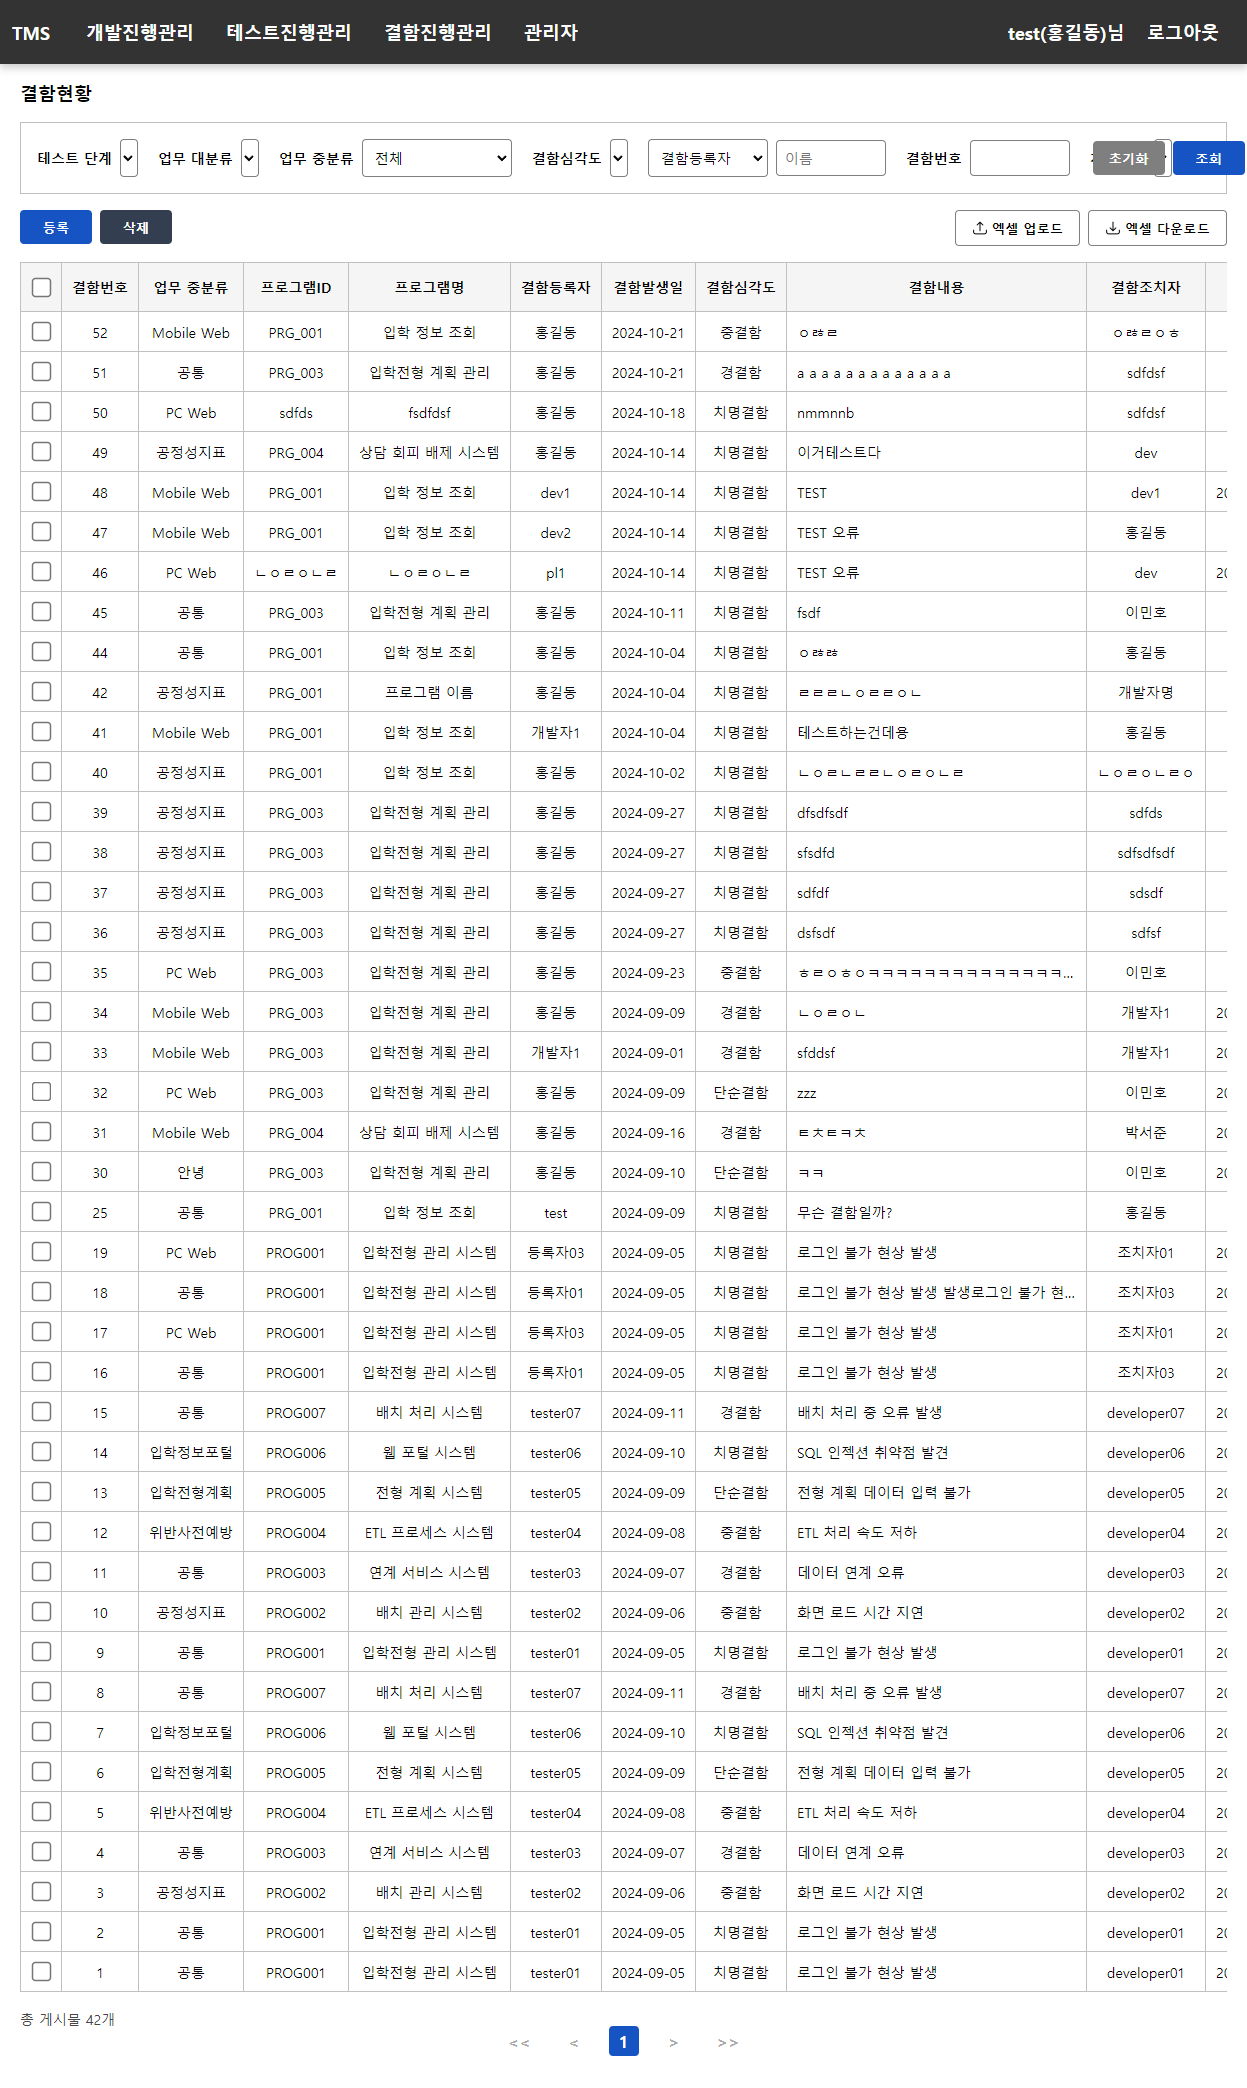 TMS 개발진행관리 테스트진행관리 결함진행관리 관리자 test(홍길동)님 로그아웃
결함현황
테스트 단계 업무 대분류 업무 중분류 전체 결함심각도 결함등록자 이름 결함번호 초기화 조회
등록 삭제 엑셀 업로드 엑셀 다운로드
결함번호 업무 중분류 프로그램ID 프로그램명 결함등록자 결함발생일 결함심각도 결함내용 결함조치자
52 Mobile Web PRG_001 입학 정보 조회 홍길동 2024-10-21 중결함 ㅇㄻㄹ ㅇㄻㄹㅇㅎ
51 공통 PRG_003 입학전형 계획 관리 홍길동 2024-10-21 경결함 a a a a a a a a a a a a a sdfdsf
50 PC Web sdfds fsdfdsf 홍길동 2024-10-18 치명결함 nmmnnb sdfdsf
49 공정성지표 PRG_004 상담 회피 배제 시스템 홍길동 2024-10-14 치명결함 이거테스트다 dev
48 Mobile Web PRG_001 입학 정보 조회 dev1 2024-10-14 치명결함 TEST dev1 20
47 Mobile Web PRG_001 입학 정보 조회 dev2 2024-10-14 치명결함 TEST 오류 홍길동
46 PC Web ㄴㅇㄹㅇㄴㄹ ㄴㅇㄹㅇㄴㄹ pl1 2024-10-14 치명결함 TEST 오류 dev 20
45 공통 PRG_003 입학전형 계획 관리 홍길동 2024-10-11 치명결함 fsdf 이민호
44 공통 PRG_001 입학 정보 조회 홍길동 2024-10-04 치명결함 ㅇㄻㄻ 홍길동
42 공정성지표 PRG_001 프로그램 이름 홍길동 2024-10-04 치명결함 ㄹㄹㄹㄴㅇㄹㄹㅇㄴ 개발자명
41 Mobile Web PRG_001 입학 정보 조회 개발자1 2024-10-04 치명결함 테스트하는건데용 홍길동
40 공정성지표 PRG_001 입학 정보 조회 홍길동 2024-10-02 치명결함 ㄴㅇㄹㄴㄹㄹㄴㅇㄹㅇㄴㄹ ㄴㅇㄹㅇㄴㄹㅇ
39 공정성지표 PRG_003 입학전형 계획 관리 홍길동 2024-09-27 치명결함 dfsdfsdf sdfds
38 공정성지표 PRG_003 입학전형 계획 관리 홍길동 2024-09-27 치명결함 sfsdfd sdfsdfsdf
37 공정성지표 PRG_003 입학전형 계획 관리 홍길동 2024-09-27 치명결함 sdfdf sdsdf
36 공정성지표 PRG_003 입학전형 계획 관리 홍길동 2024-09-27 치명결함 dsfsdf sdfsf
35 PC Web PRG_003 입학전형 계획 관리 홍길동 2024-09-23 중결함 ㅎㄹㅇㅎㅇㅋㅋㅋㅋㅋㅋㅋㅋㅋㅋㅋㅋㅋㅋ... 이민호
34 Mobile Web PRG_003 입학전형 계획 관리 홍길동 2024-09-09 경결함 ㄴㅇㄹㅇㄴ 개발자1 20
33 Mobile Web PRG_003 입학전형 계획 관리 개발자1 2024-09-01 경결함 sfddsf 개발자1 20
32 PC Web PRG_003 입학전형 계획 관리 홍길동 2024-09-09 단순결함 zzz 이민호 20
31 Mobile Web PRG_004 상담 회피 배제 시스템 홍길동 2024-09-16 경결함 ㅌㅊㅌㅋㅊ 박서준 20
30 안녕 PRG_003 입학전형 계획 관리 홍길동 2024-09-10 단순결함 ㅋㅋ 이민호 20
25 공통 PRG_001 입학 정보 조회 test 2024-09-09 치명결함 무슨 결함일까? 홍길동
19 PC Web PROG001 입학전형 관리 시스템 등록자03 2024-09-05 치명결함 로그인 불가 현상 발생 조치자01 20
18 공통 PROG001 입학전형 관리 시스템 등록자01 2024-09-05 치명결함 로그인 불가 현상 발생 발생로그인 불가 현... 조치자03 20
17 PC Web PROG001 입학전형 관리 시스템 등록자03 2024-09-05 치명결함 로그인 불가 현상 발생 조치자01 20
16 공통 PROG001 입학전형 관리 시스템 등록자01 2024-09-05 치명결함 로그인 불가 현상 발생 조치자03 20
15 공통 PROG007 배치 처리 시스템 tester07 2024-09-11 경결함 배치 처리 중 오류 발생 developer07 20
14 입학정보포털 PROG006 웹 포털 시스템 tester06 2024-09-10 치명결함 SQL 인젝션 취약점 발견 developer06 20
13 입학전형계획 PROG005 전형 계획 시스템 tester05 2024-09-09 단순결함 전형 계획 데이터 입력 불가 developer05 20
12 위반사전예방 PROG004 ETL 프로세스 시스템 tester04 2024-09-08 중결함 ETL 처리 속도 저하 developer04 20
11 공통 PROG003 연계 서비스 시스템 tester03 2024-09-07 경결함 데이터 연계 오류 developer03 20
10 공정성지표 PROG002 배치 관리 시스템 tester02 2024-09-06 중결함 화면 로드 시간 지연 developer02 20
9 공통 PROG001 입학전형 관리 시스템 tester01 2024-09-05 치명결함 로그인 불가 현상 발생 developer01 20
8 공통 PROG007 배치 처리 시스템 tester07 2024-09-11 경결함 배치 처리 중 오류 발생 developer07 20
7 입학정보포털 PROG006 웹 포털 시스템 tester06 2024-09-10 치명결함 SQL 인젝션 취약점 발견 developer06 20
6 입학전형계획 PROG005 전형 계획 시스템 tester05 2024-09-09 단순결함 전형 계획 데이터 입력 불가 developer05 20
5 위반사전예방 PROG004 ETL 프로세스 시스템 tester04 2024-09-08 중결함 ETL 처리 속도 저하 developer04 20
4 공통 PROG003 연계 서비스 시스템 tester03 2024-09-07 경결함 데이터 연계 오류 developer03 20
3 공정성지표 PROG002 배치 관리 시스템 tester02 2024-09-06 중결함 화면 로드 시간 지연 developer02 20
2 공통 PROG001 입학전형 관리 시스템 tester01 2024-09-05 치명결함 로그인 불가 현상 발생 developer01 20
1 공통 PROG001 입학전형 관리 시스템 tester01 2024-09-05 치명결함 로그인 불가 현상 발생 developer01 20
총 게시물 42개
<< < 1 > >>